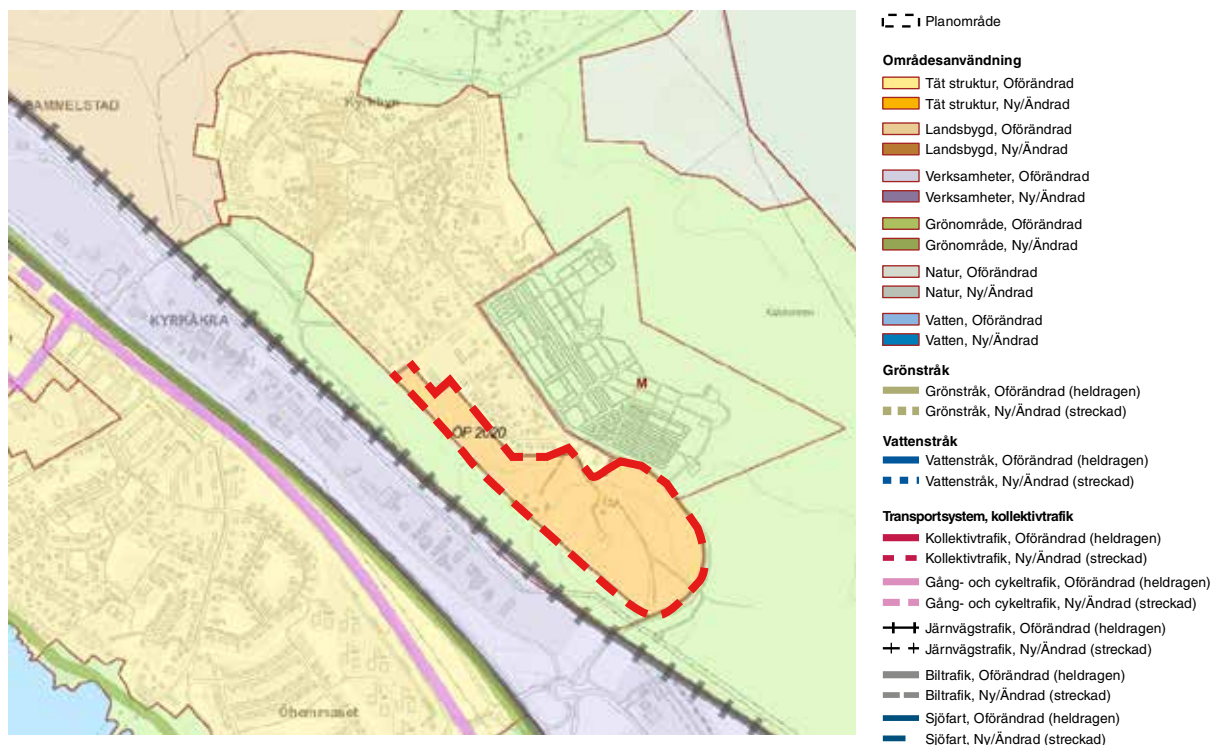 SAMNELSTAD
Kyrkbyn
KYRKÅKRA
M
ÖP 2020
Öhemmaset
Planområde
Områdesanvändning
Tät struktur, Oförändrad
Tät struktur, Ny/Ändrad
Landsbygd, Oförändrad
Landsbygd, Ny/Ändrad
Verksamheter, Oförändrad
Verksamheter, Ny/Ändrad
Grönområde, Oförändrad
Grönområde, Ny/Ändrad
Natur, Oförändrad
Natur, Ny/Ändrad
Vatten, Oförändrad
Vatten, Ny/Ändrad
Grönstråk
Grönstråk, Oförändrad (heldragen)
Grönstråk, Ny/Ändrad (streckad)
Vattenstråk
Vattenstråk, Oförändrad (heldragen)
Vattenstråk, Ny/Ändrad (streckad)
Transportsystem, kollektivtrafik
Kollektivtrafik, Oförändrad (heldragen)
Kollektivtrafik, Ny/Ändrad (streckad)
Gång- och cykeltrafik, Oförändrad (heldragen)
Gång- och cykeltrafik, Ny/Ändrad (streckad)
Järnvägstrafik, Oförändrad (heldragen)
Järnvägstrafik, Ny/Ändrad (streckad)
Biltrafik, Oförändrad (heldragen)
Biltrafik, Ny/Ändrad (streckad)
Sjöfart, Oförändrad (heldragen)
Sjöfart, Ny/Ändrad (streckad)